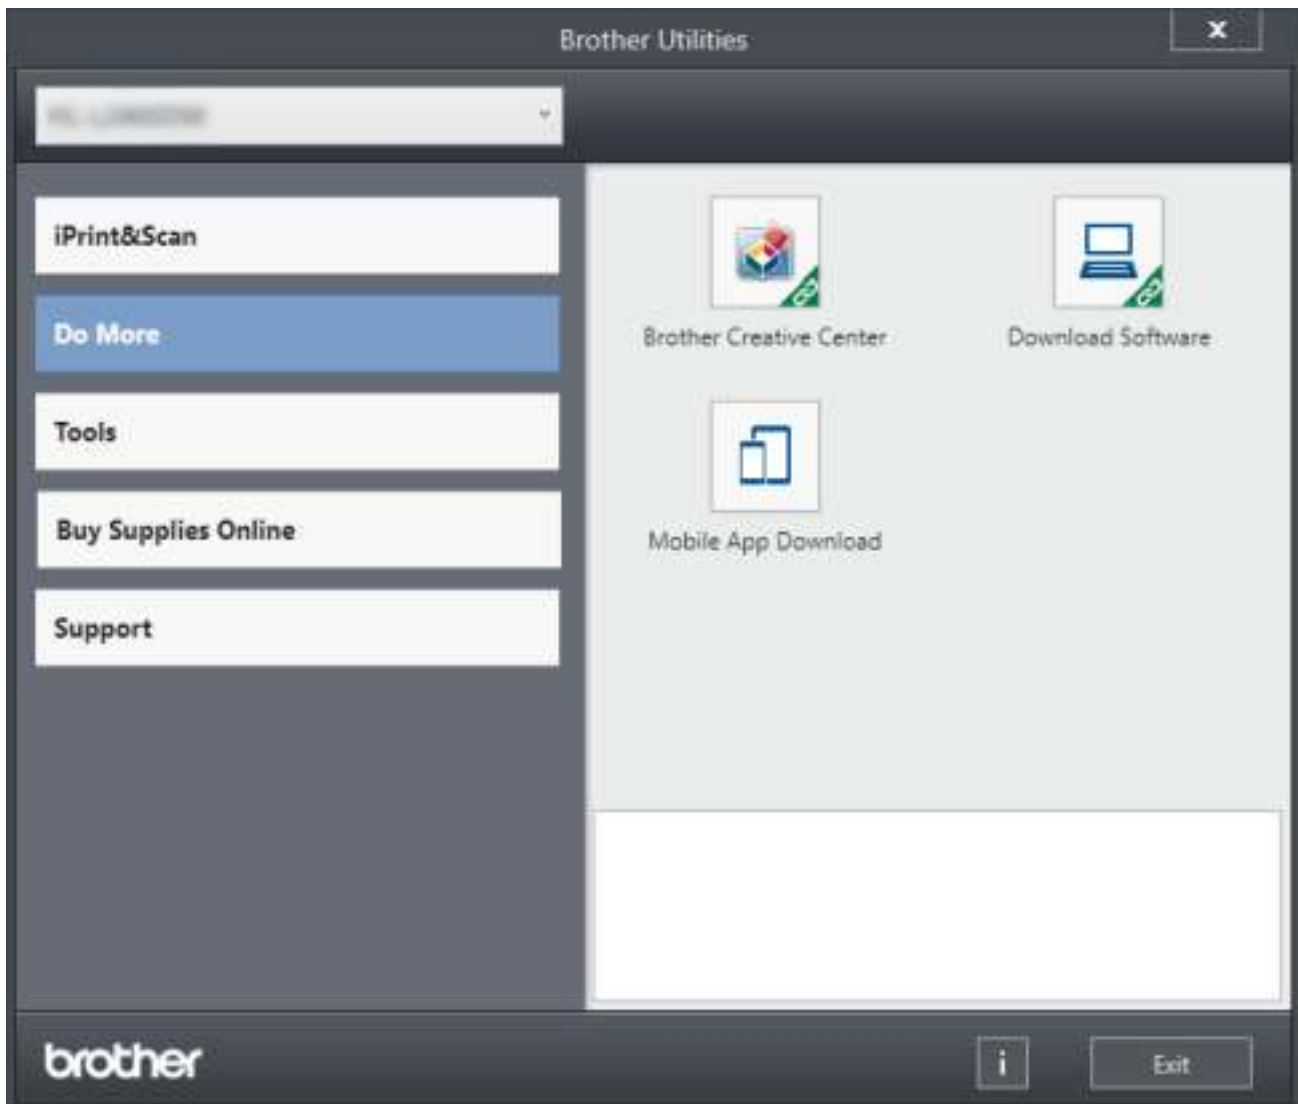 Brother Utilities
X
iPrint&Scan
Do More
Tools
Buy Supplies Online
Support
Brother Creative Center
Download Software
Mobile App Download
brother
i
Exit